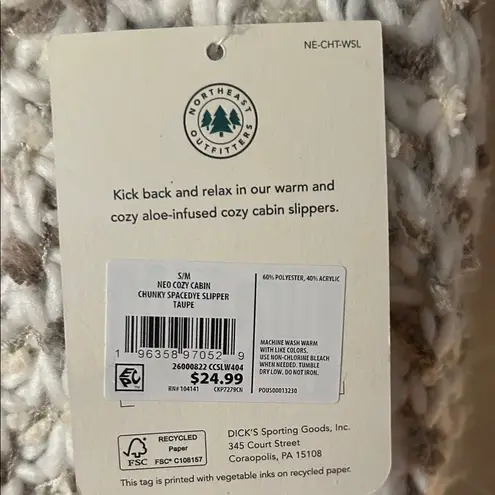 NE-CHT-WSL
NORTHEAST
OUTFITTERS
Kick back and relax in our warm and
cozy aloe-infused cozy cabin slippers.
S/M
NEO COZY CABIN
CHUNKY SPACEDYE SLIPPER
TAUPE
1 96358 97052 9
26000822 CCSLW404
$24.99
RN# 104141 CKP7279CN
60% POLYESTER, 40% ACRYLIC
MACHINE WASH WARM
WITH LIKE COLORS.
USE NON-CHLORINE BLEACH
WHEN NEEDED. TUMBLE
DRY LOW. DO NOT IRON.
POUS00013230
FSC
RECYCLED
Paper
FSC® C108157
DICK'S Sporting Goods, Inc.
345 Court Street
Coraopolis, PA 15108
This tag is printed with vegetable inks on recycled paper.